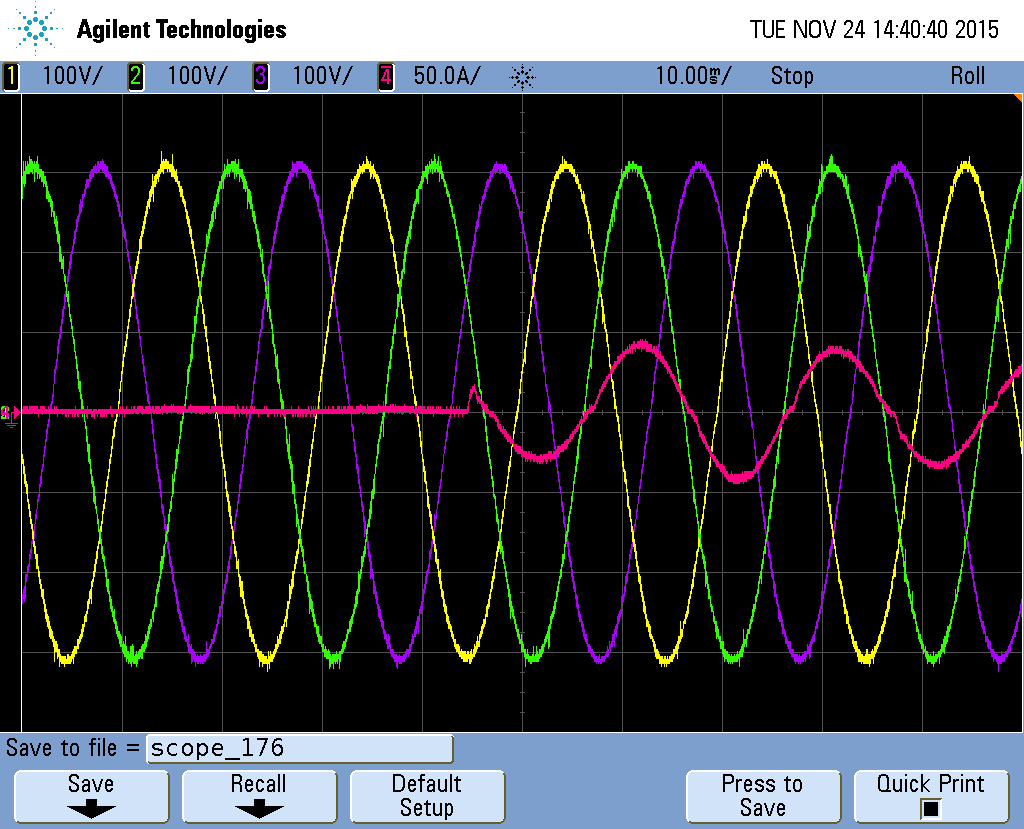 Agilent Technologies TUE NOV 24 14:40:40 2015
1 100V/ 2 100V/ 3 100V/ 4 50.0A/ 10.00ms/ Stop Roll
Save to file = scope_176
Save Recall Default Setup Press to Save Quick Print